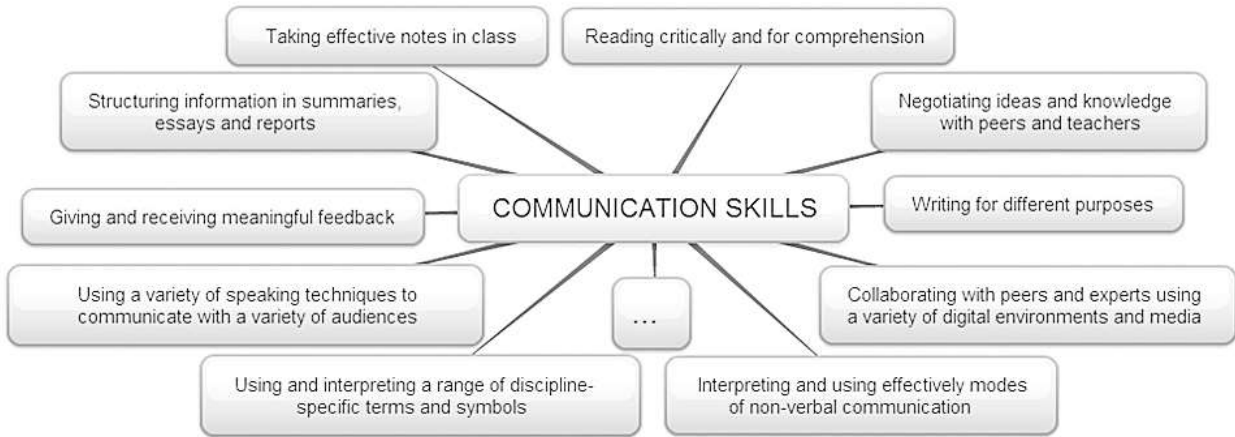 Taking effective notes in class
Reading critically and for comprehension
Structuring information in summaries,
essays and reports
Negotiating ideas and knowledge
with peers and teachers
Giving and receiving meaningful feedback
COMMUNICATION SKILLS
Writing for different purposes
Using a variety of speaking techniques to
communicate with a variety of audiences
...
Collaborating with peers and experts using
a variety of digital environments and media
Using and interpreting a range of discipline-
specific terms and symbols
Interpreting and using effectively modes
of non-verbal communication